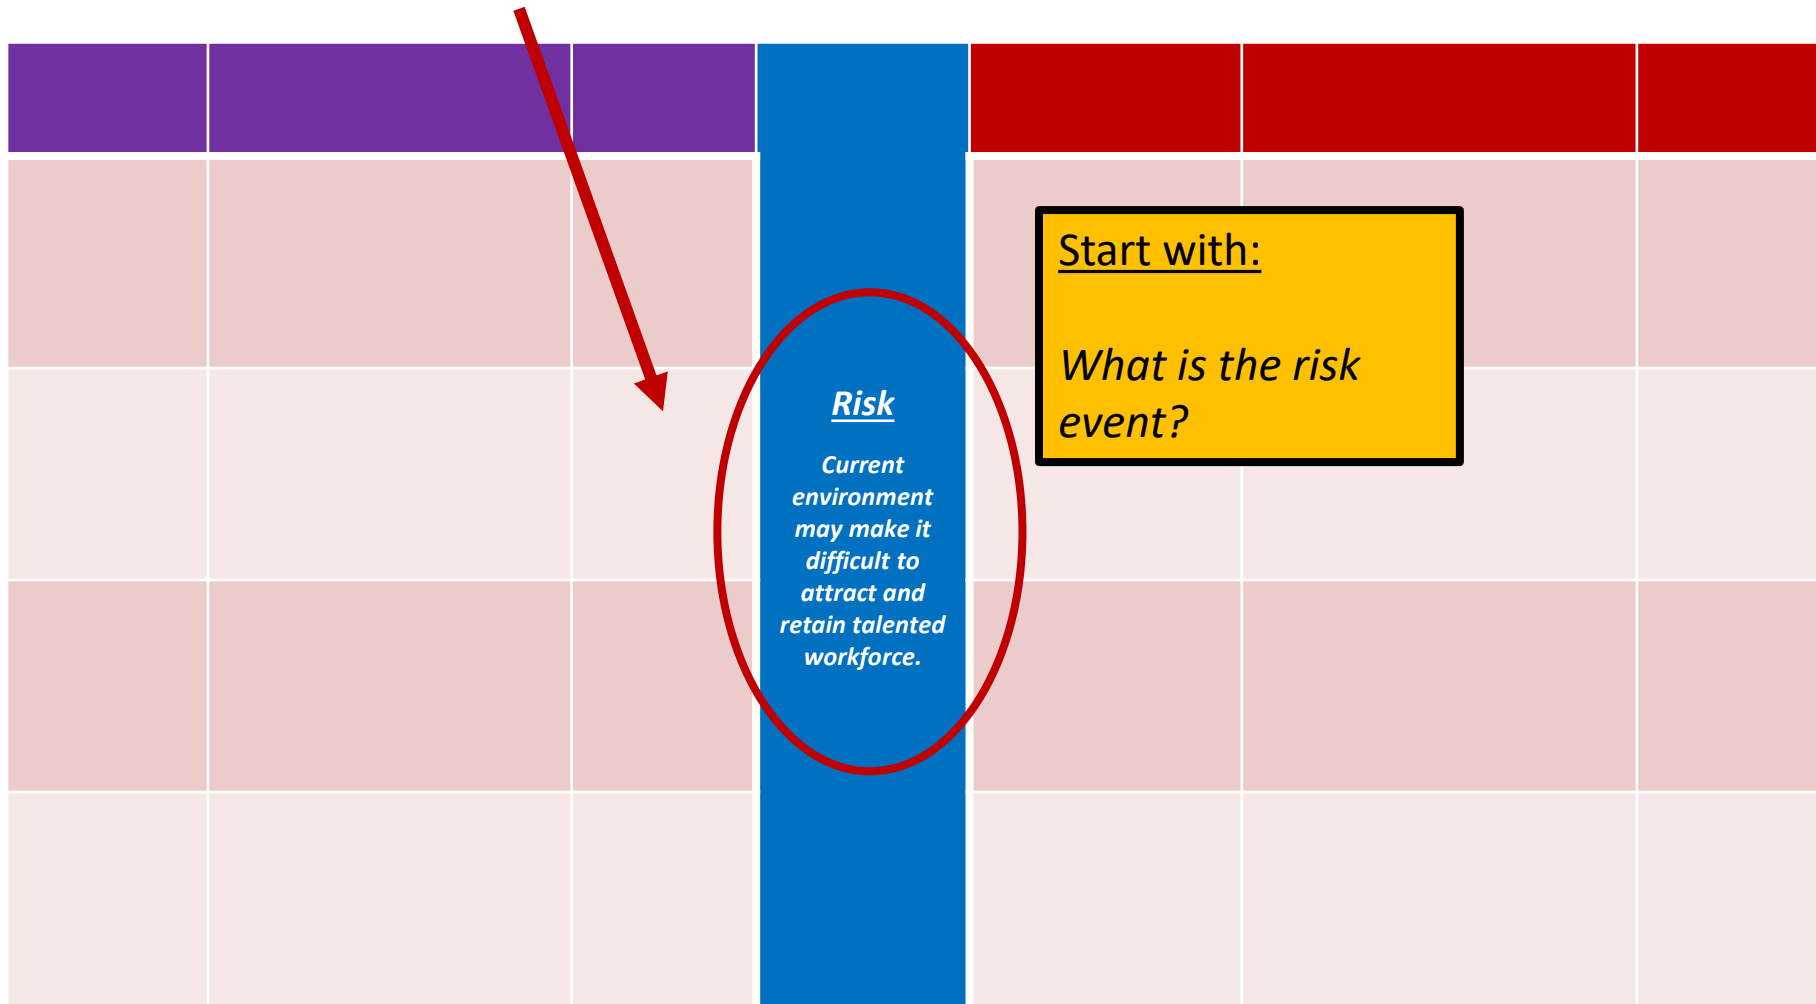 Start with:
What is the risk
event?
Risk
Current
environment
may make it
difficult to
attract and
retain talented
workforce.